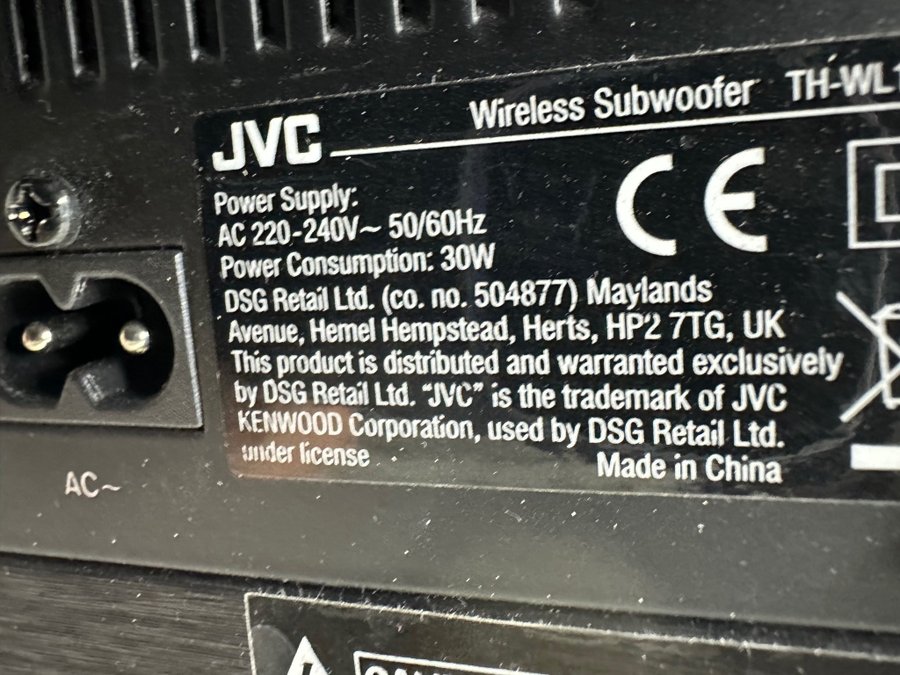 JVC
Wireless Subwoofer TH-WL1
Power Supply:
AC 220-240V~ 50/60Hz
Power Consumption: 30W
CE
DSG Retail Ltd. (co. no. 504877) Maylands
Avenue, Hemel Hempstead, Herts, HP2 7TG, UK
This product is distributed and warranted exclusively
by DSG Retail Ltd. “JVC” is the trademark of JVC
KENWOOD Corporation, used by DSG Retail Ltd.
under license
Made in China
AC~